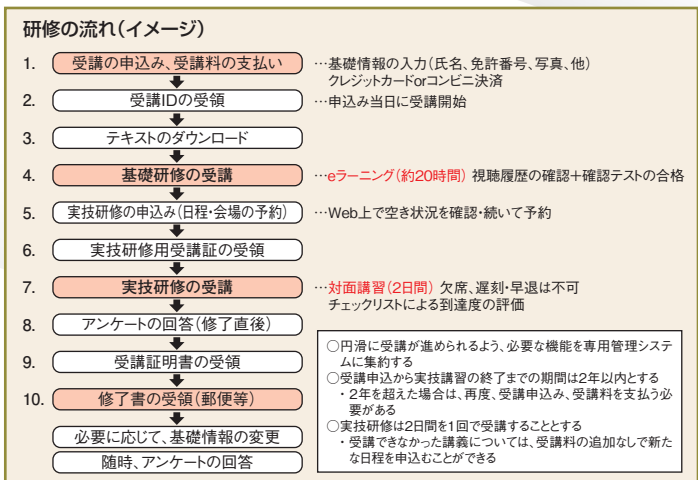 研修の流れ(イメージ)
1. 受講の申込み、受講料の支払い …基礎情報の入力(氏名、免許番号、写真、他)
クレジットカードorコンビニ決済
2. 受講IDの受領 …申込み当日に受講開始
3. テキストのダウンロード
4. 基礎研修の受講 …eラーニング(約20時間) 視聴履歴の確認+確認テストの合格
5. 実技研修の申込み(日程・会場の予約) …Web上で空き状況を確認・続いて予約
6. 実技研修用受講証の受領
7. 実技研修の受講 …対面講習(2日間) 欠席、遅刻・早退は不可
チェックリストによる到達度の評価
8. アンケートの回答(修了直後)
9. 受講証明書の受領
10. 修了書の受領(郵便等)
必要に応じて、基礎情報の変更
随時、アンケートの回答
○円滑に受講が進められるよう、必要な機能を専用管理システ
ムに集約する
○受講申込から実技講習の終了までの期間は2年以内とする
・2年を超えた場合は、再度、受講申込み、受講料を支払う必
要がある
○実技研修は2日間を1回で受講することとする
・受講できなかった講義については、受講料の追加なしで新た
な日程を申込むことができる